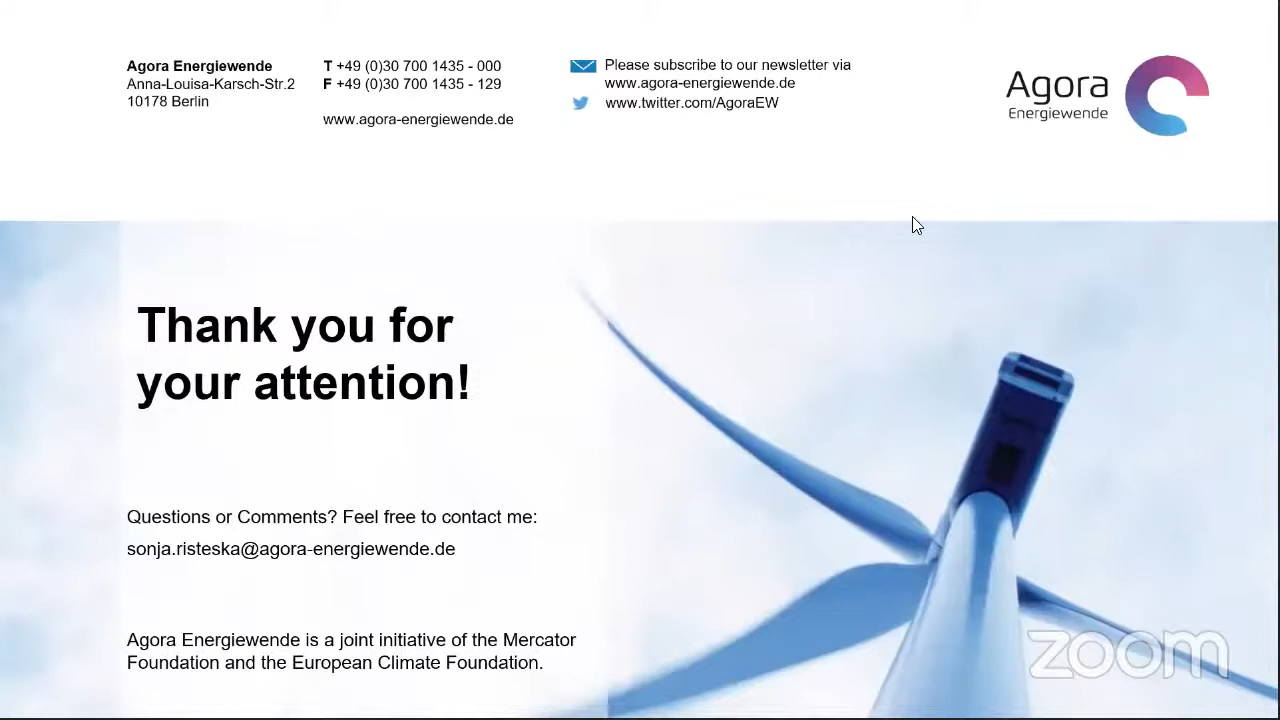 Agora Energiewende
Anna-Louisa-Karsch-Str.2
10178 Berlin
T +49 (0)30 700 1435 - 000
F +49 (0)30 700 1435 - 129
www.agora-energiewende.de
Please subscribe to our newsletter via
www.agora-energiewende.de
www.twitter.com/AgoraEW
Agora
Energiewende
Thank you for
your attention!
Questions or Comments? Feel free to contact me:
sonja.risteska@agora-energiewende.de
Agora Energiewende is a joint initiative of the Mercator
Foundation and the European Climate Foundation.
zoom